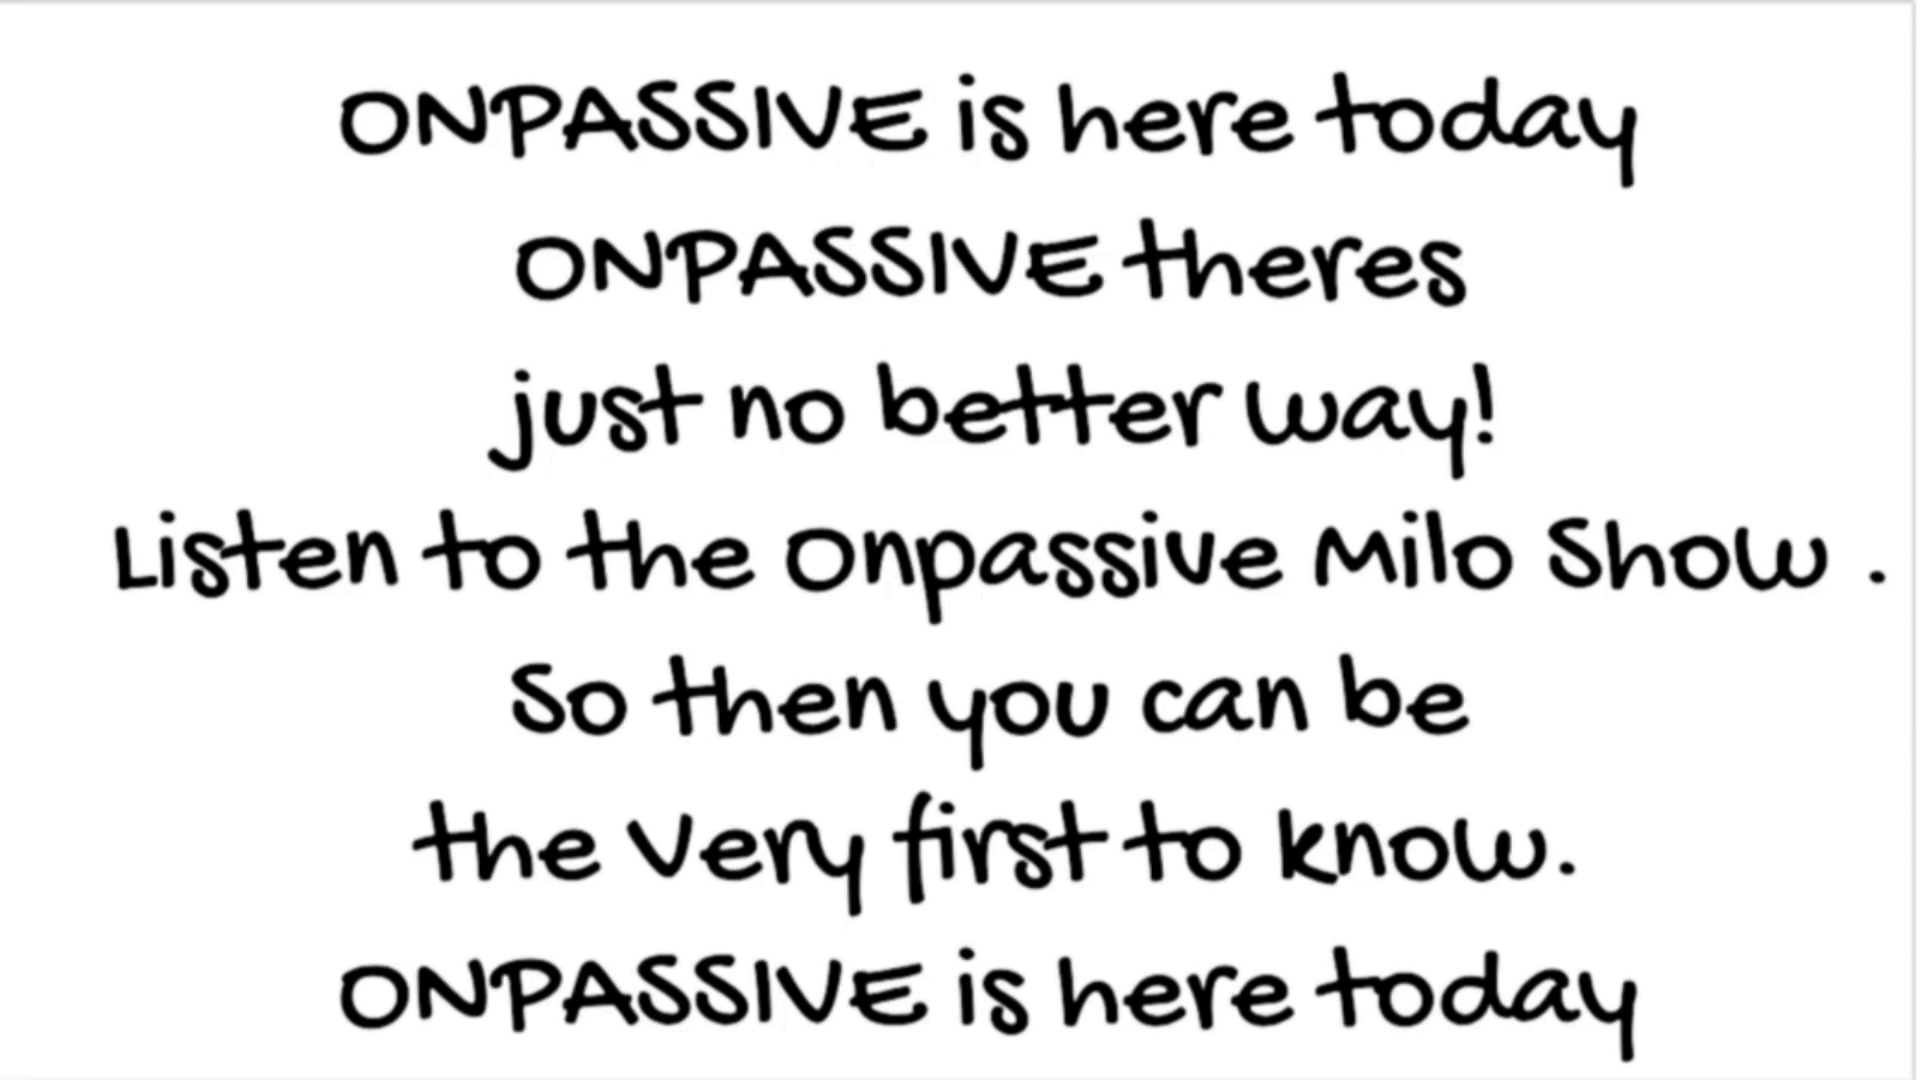 ONPASSIVE is here today
ONPASSIVE theres
just no better way!
Listen to the Onpassive Milo Show .
So then you can be
the very first to know.
ONPASSIVE is here today